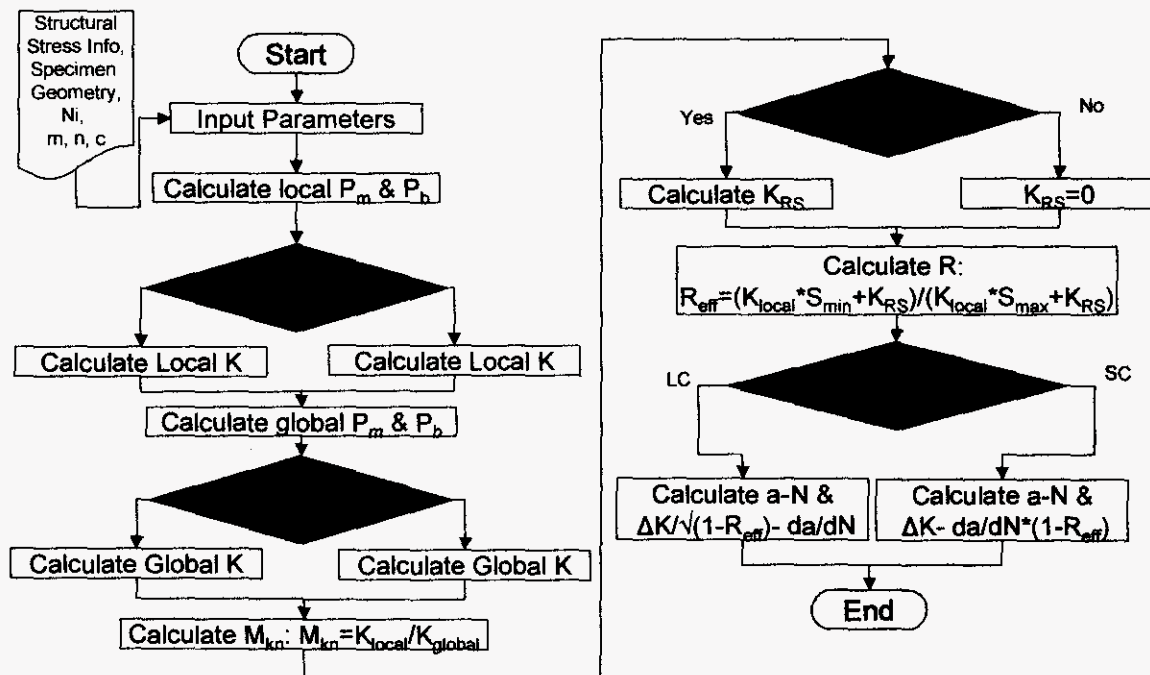 Structural
Stress Info,
Specimen
Geometry,
Ni,
m, n, c
Start
Input Parameters
Calculate local Pm & Pb
Calculate Local K
Calculate Local K
Calculate global Pm & Pb
Calculate Global K
Calculate Global K
Calculate Mkn: Mkn=Klocal/Kglobal
Yes
No
Calculate KRS
KRS=0
Calculate R:
Reff=(Klocal*Smin+KRS)/(Klocal*Smax+KRS)
LC
SC
Calculate a-N &
ΔK/√(1-Reff)- da/dN
Calculate a-N &
ΔK- da/dN*(1-Reff)
End